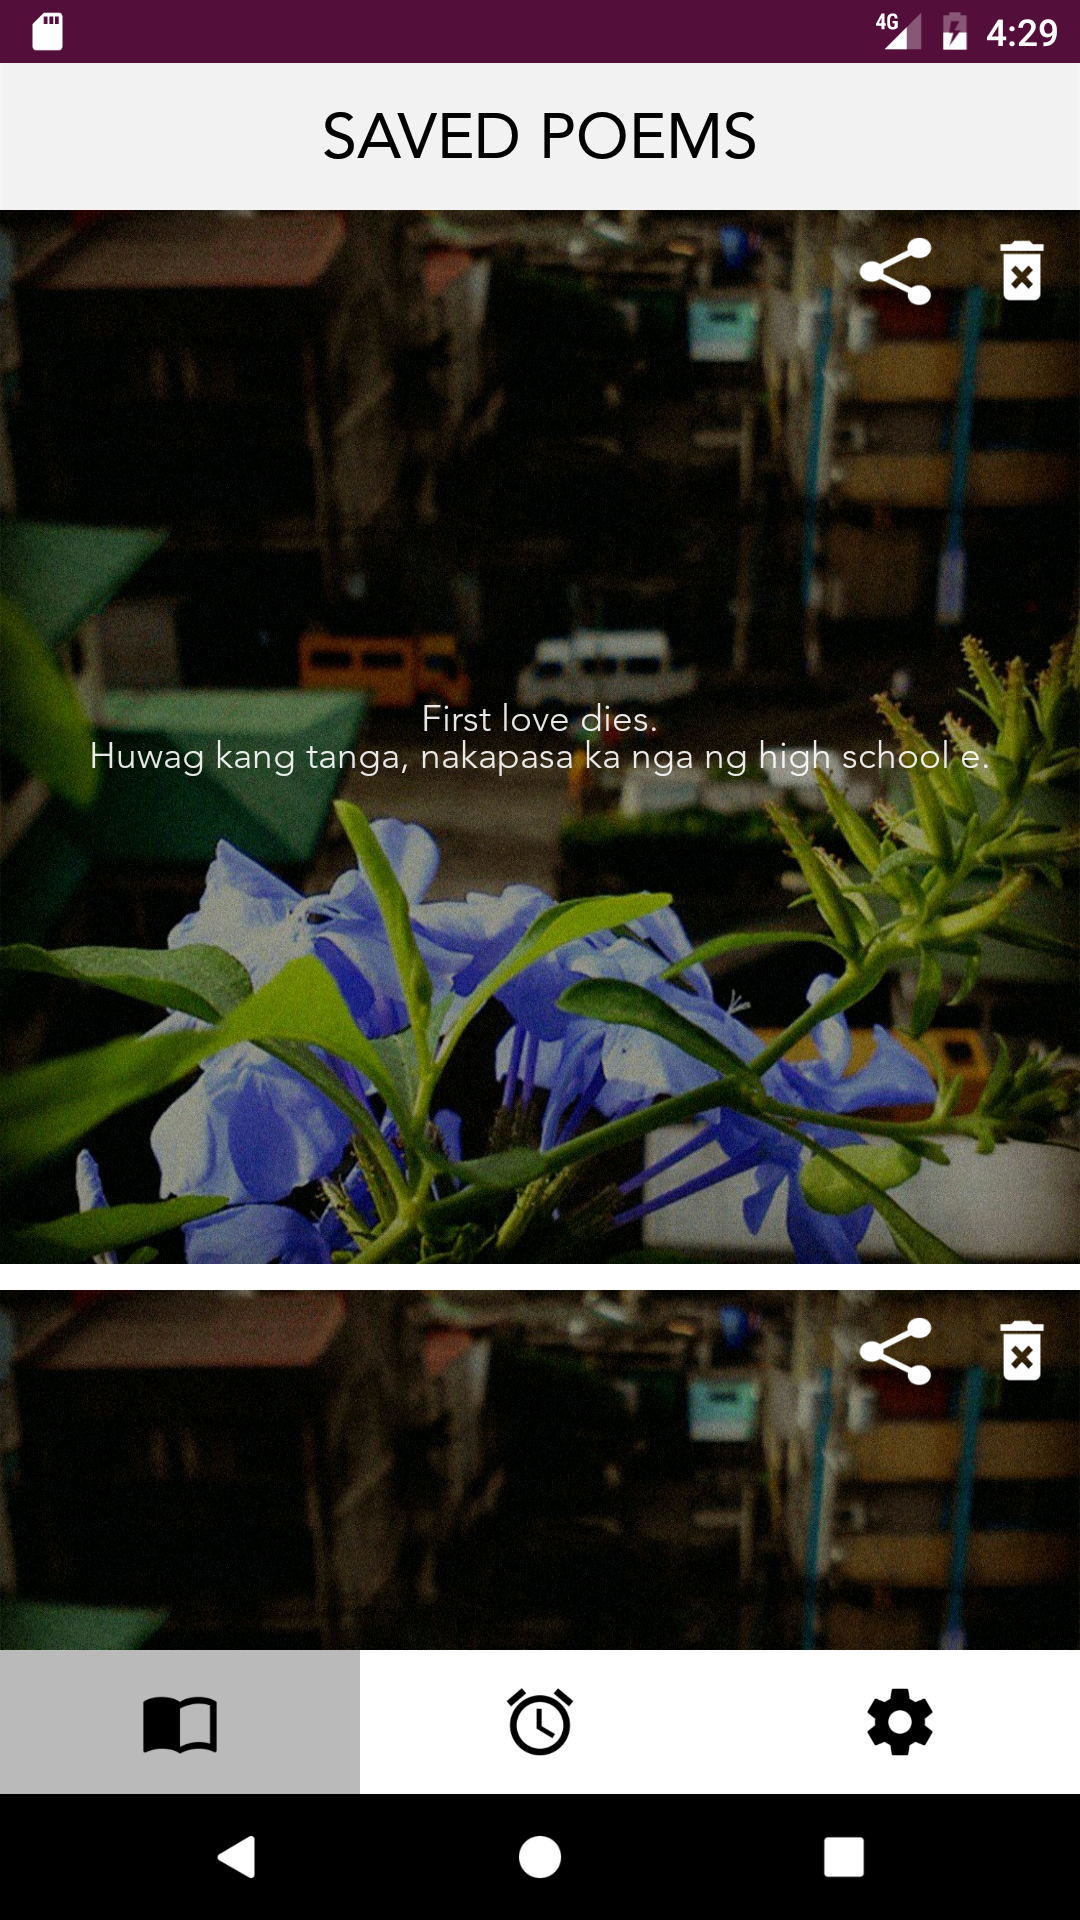 4G 4:29
SAVED POEMS
First love dies.
Huwag kang tanga, nakapasa ka nga ng high school e.